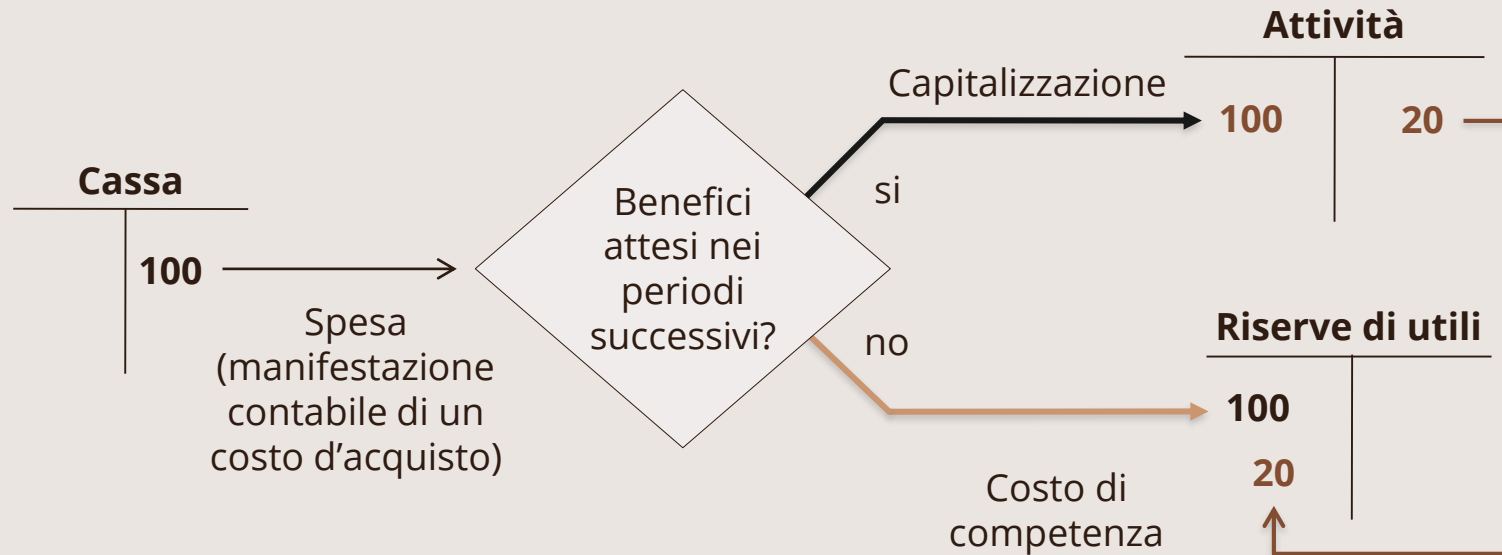 Cassa
100
Spesa
(manifestazione
contabile di un
costo d’acquisto)
Benefici
attesi nei
periodi
successivi?
Capitalizzazione
si
no
Attività
100 20
Riserve di utili
100
20
Costo di
competenza